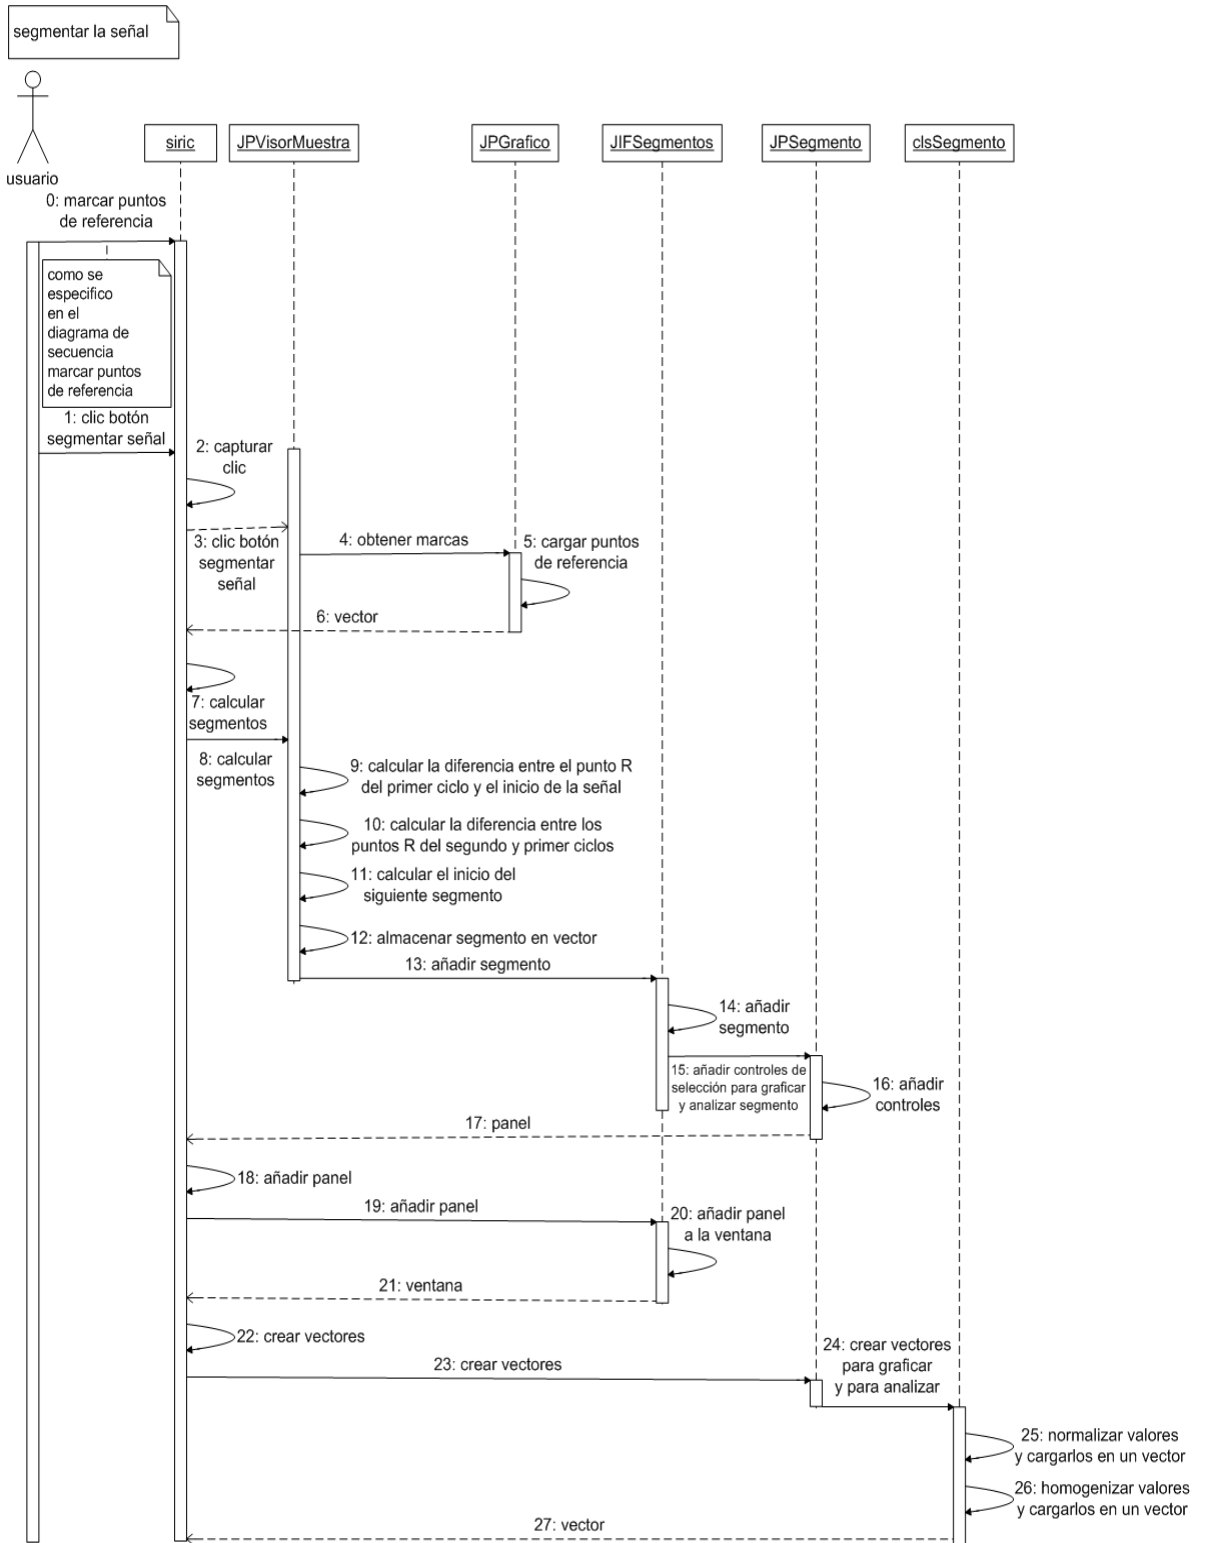 segmentar la señal
usuario
siric
JPVisorMuestra
JPGrafico
JIFSegmentos
JPSegmento
clsSegmento
0: marcar puntos
de referencia
como se
especifico
en el
diagrama de
secuencia
marcar puntos
de referencia
1: clic botón
segmentar señal
2: capturar
clic
3: clic botón
segmentar
señal
4: obtener marcas
5: cargar puntos
de referencia
6: vector
7: calcular
segmentos
8: calcular
segmentos
9: calcular la diferencia entre el punto R
del primer ciclo y el inicio de la señal
10: calcular la diferencia entre los
puntos R del segundo y primer ciclos
11: calcular el inicio del
siguiente segmento
12: almacenar segmento en vector
13: añadir segmento
14: añadir
segmento
15: añadir controles de
selección para graficar
y analizar segmento
16: añadir
controles
17: panel
18: añadir panel
19: añadir panel
20: añadir panel
a la ventana
21: ventana
22: crear vectores
23: crear vectores
24: crear vectores
para graficar
y para analizar
25: normalizar valores
y cargarlos en un vector
26: homogenizar valores
y cargarlos en un vector
27: vector